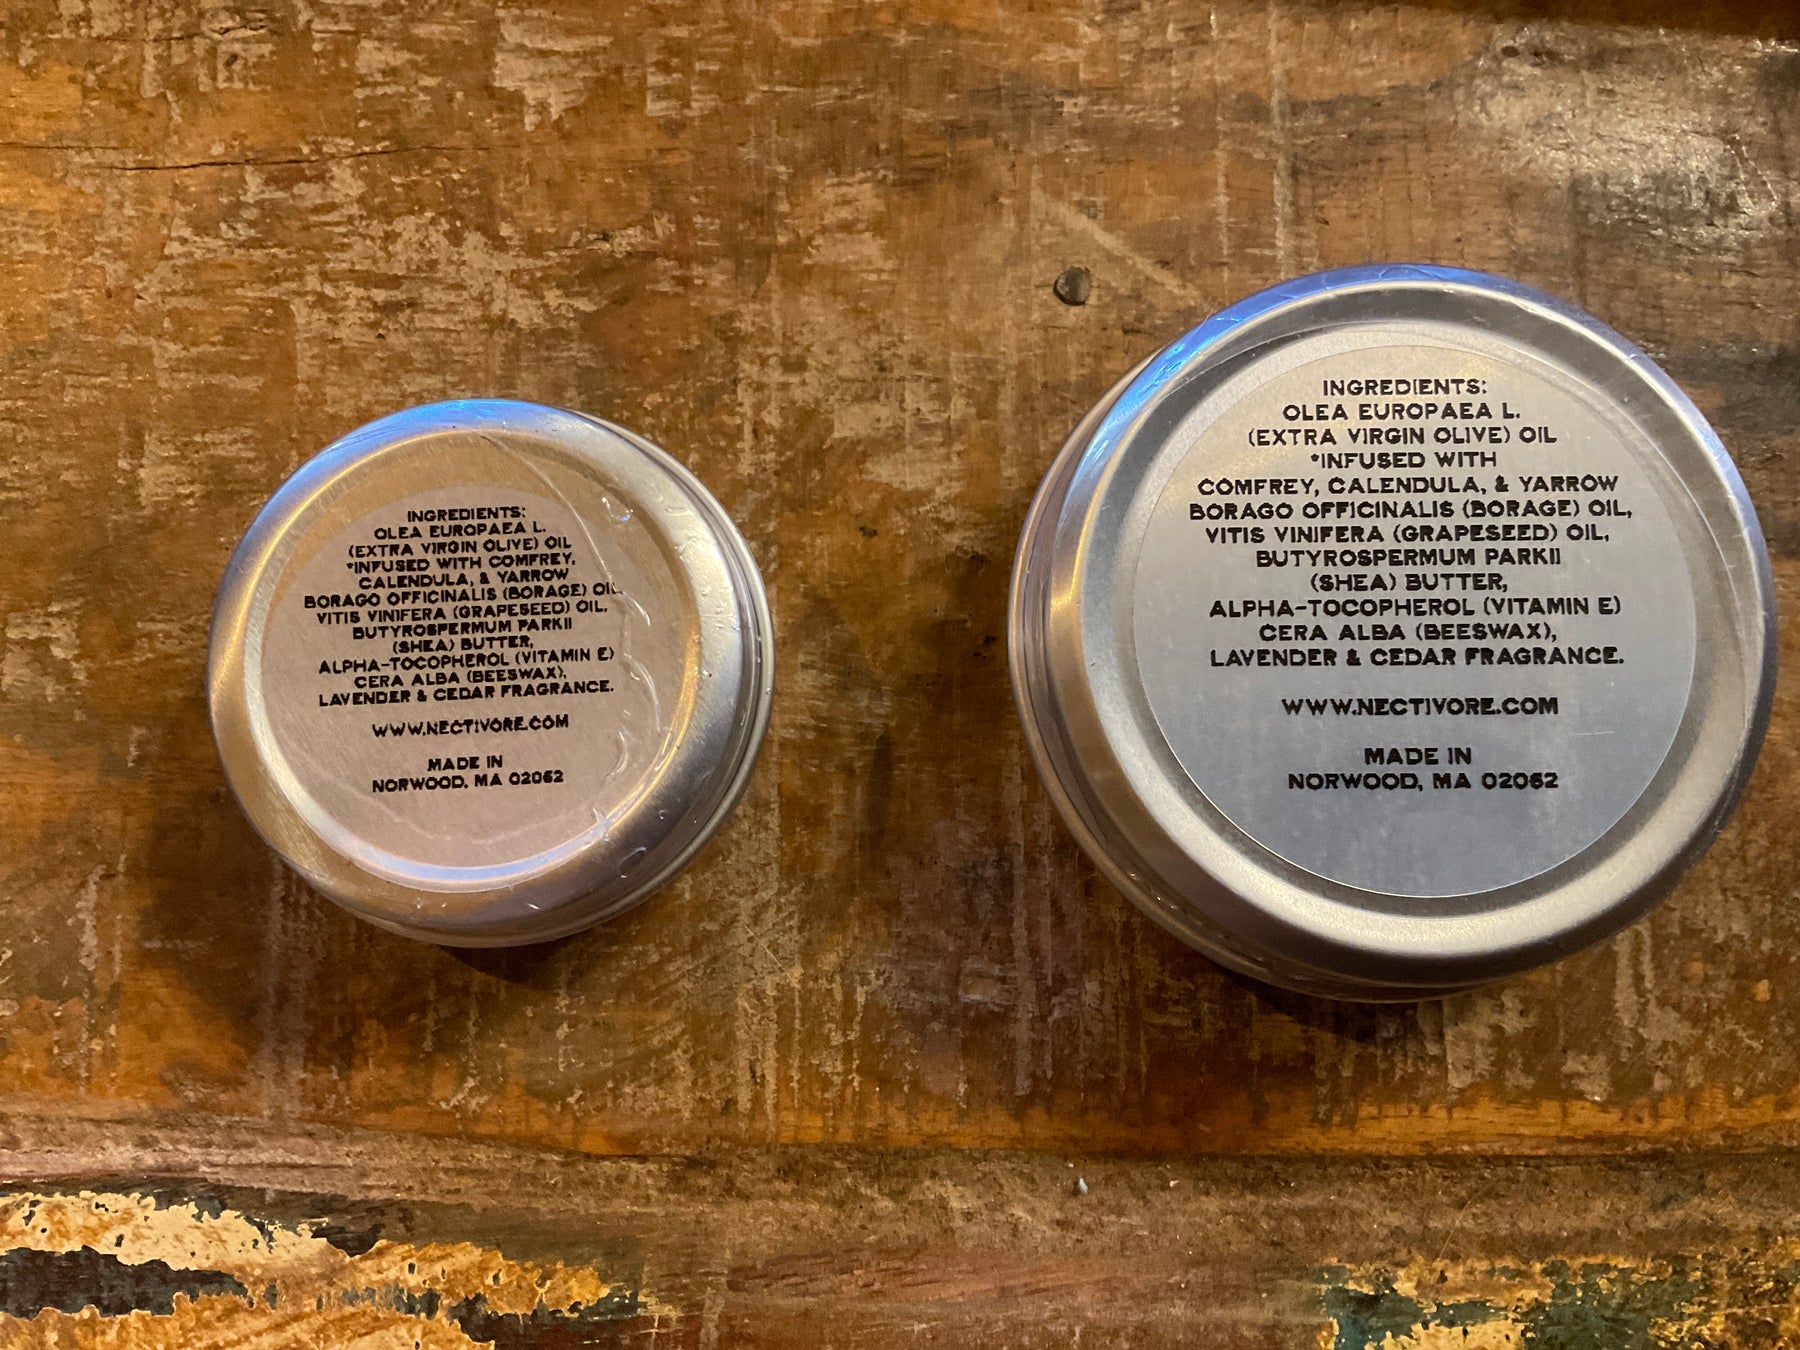 INGREDIENTS:
OLEA EUROPAEA L.
(EXTRA VIRGIN OLIVE) OIL
*INFUSED WITH COMFREY,
CALENDULA, & YARROW
BORAGO OFFICINALIS (BORAGE) OIL,
VITIS VINIFERA (GRAPESEED) OIL,
BUTYROSPERMUM PARKII
(SHEA) BUTTER,
ALPHA-TOCOPHEROL (VITAMIN E)
CERA ALBA (BEESWAX),
LAVENDER & CEDAR FRAGRANCE.
WWW.NECTIVORE.COM
MADE IN
NORWOOD, MA 02062
INGREDIENTS:
OLEA EUROPAEA L.
(EXTRA VIRGIN OLIVE) OIL
*INFUSED WITH
COMFREY, CALENDULA, & YARROW
BORAGO OFFICINALIS (BORAGE) OIL,
VITIS VINIFERA (GRAPESEED) OIL,
BUTYROSPERMUM PARKII
(SHEA) BUTTER,
ALPHA-TOCOPHEROL (VITAMIN E)
CERA ALBA (BEESWAX),
LAVENDER & CEDAR FRAGRANCE.
WWW.NECTIVORE.COM
MADE IN
NORWOOD, MA 02062